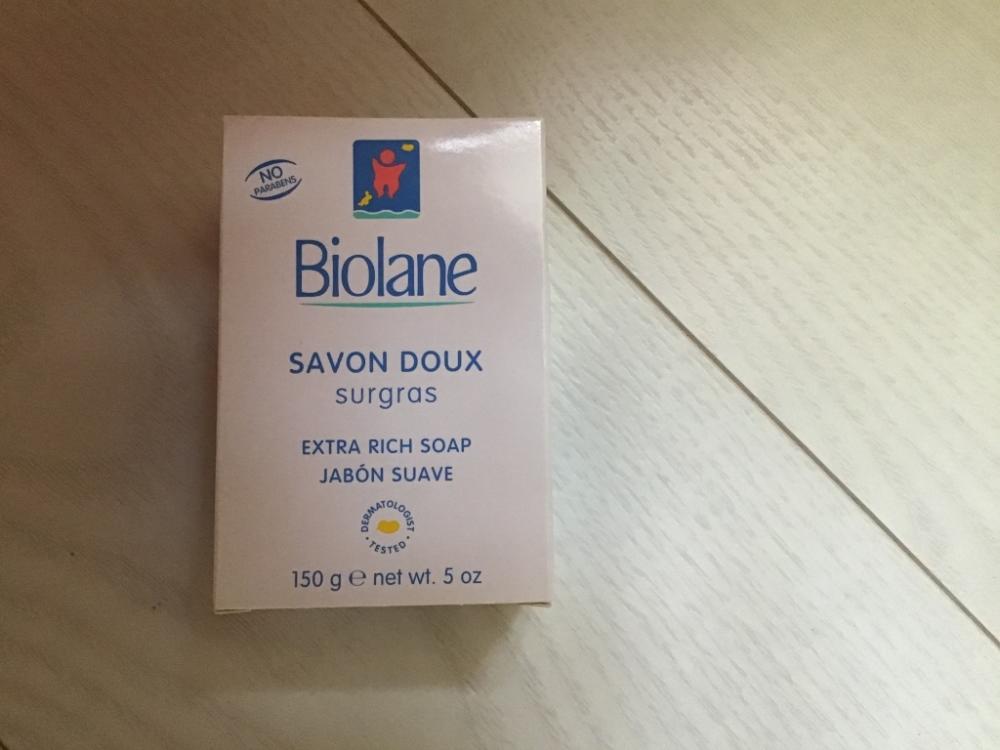 NO
PARABENS
Biolane
SAVON DOUX
surgras
EXTRA RICH SOAP
JABÓN SUAVE
DERMATOLOGIST
• TESTED •
150 g ℮ net wt. 5 oz